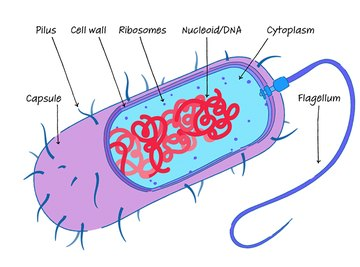 Pilus
Cell wall
Ribosomes
Nucleoid/DNA
Cytoplasm
Capsule
Flagellum